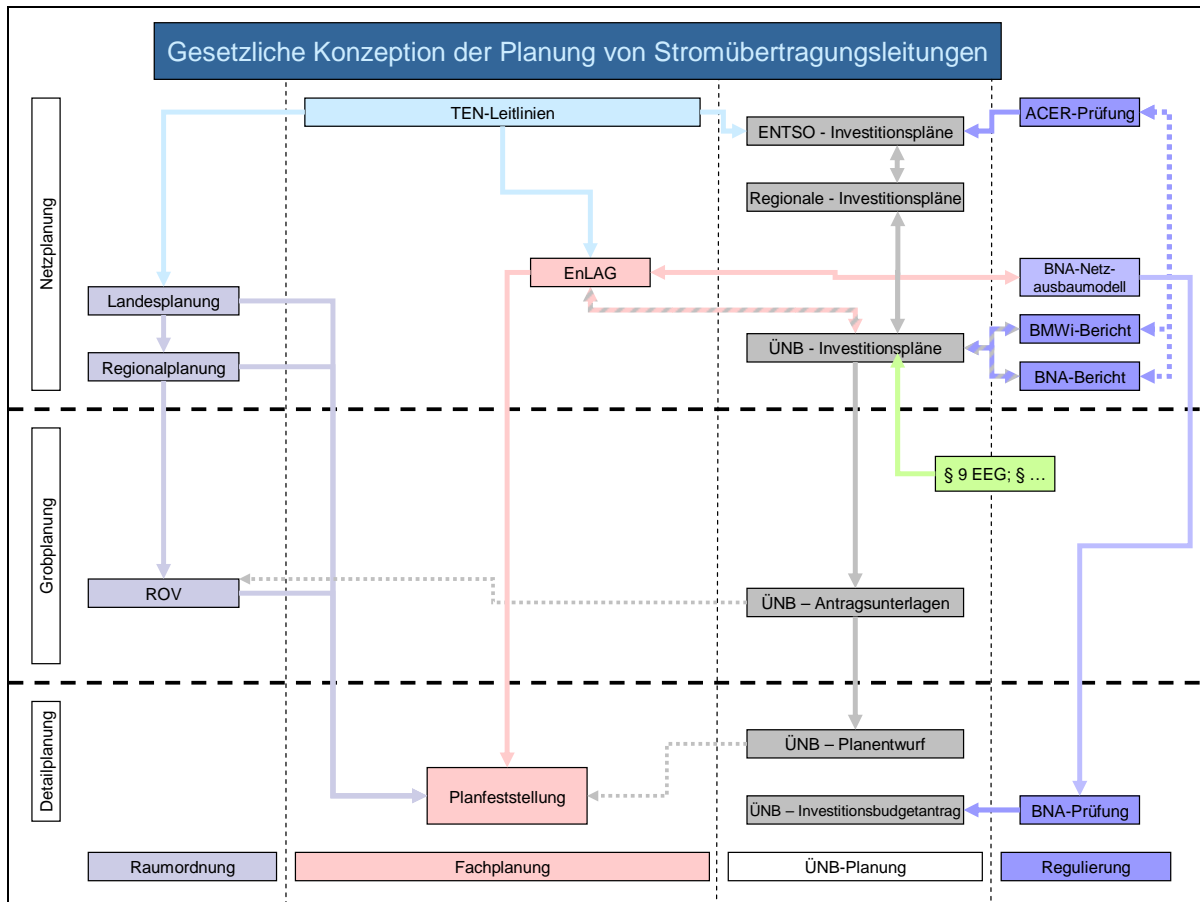 Gesetzliche Konzeption der Planung von Stromübertragungsleitungen
Netzplanung
TEN-Leitlinien
ENTSO - Investitionspläne
ACER-Prüfung
Regionale - Investitionspläne
EnLAG
BNA-Netz-
ausbaumodell
Landesplanung
BMWi-Bericht
ÜNB - Investitionspläne
Regionalplanung
BNA-Bericht
Grobplanung
§ 9 EEG; § …
ROV
ÜNB – Antragsunterlagen
Detailplanung
ÜNB – Planentwurf
Planfeststellung
ÜNB – Investitionsbudgetantrag
BNA-Prüfung
Raumordnung
Fachplanung
ÜNB-Planung
Regulierung